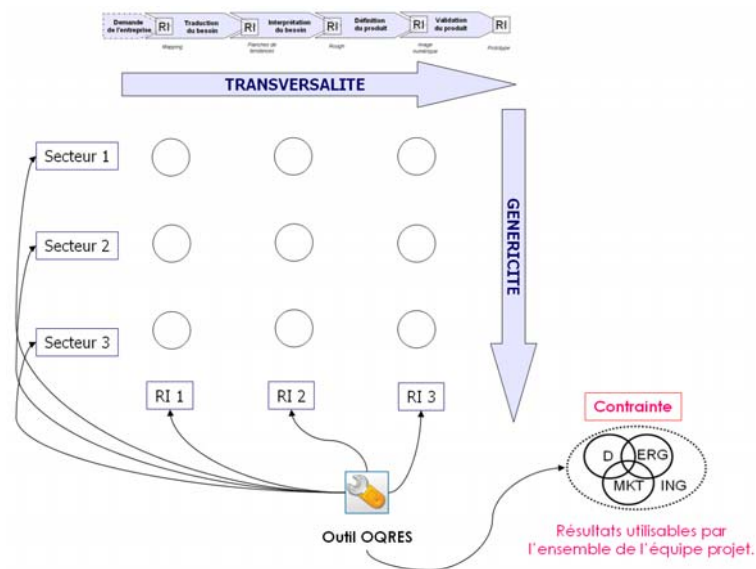 Demande
de l'entreprise
RI
Traduction
du besoin
RI
Interprétation
du besoin
RI
Définition
du produit
RI
Validation
du produit
RI
Mapping
Planches de
tendances
Rough
Image
numérique
Prototype
TRANSVERSALITE
GENERICITE
Secteur 1
Secteur 2
Secteur 3
RI 1
RI 2
RI 3
Outil OQRES
Contrainte
D
ERG
MKT
ING
Résultats utilisables par
l'ensemble de l'équipe projet.